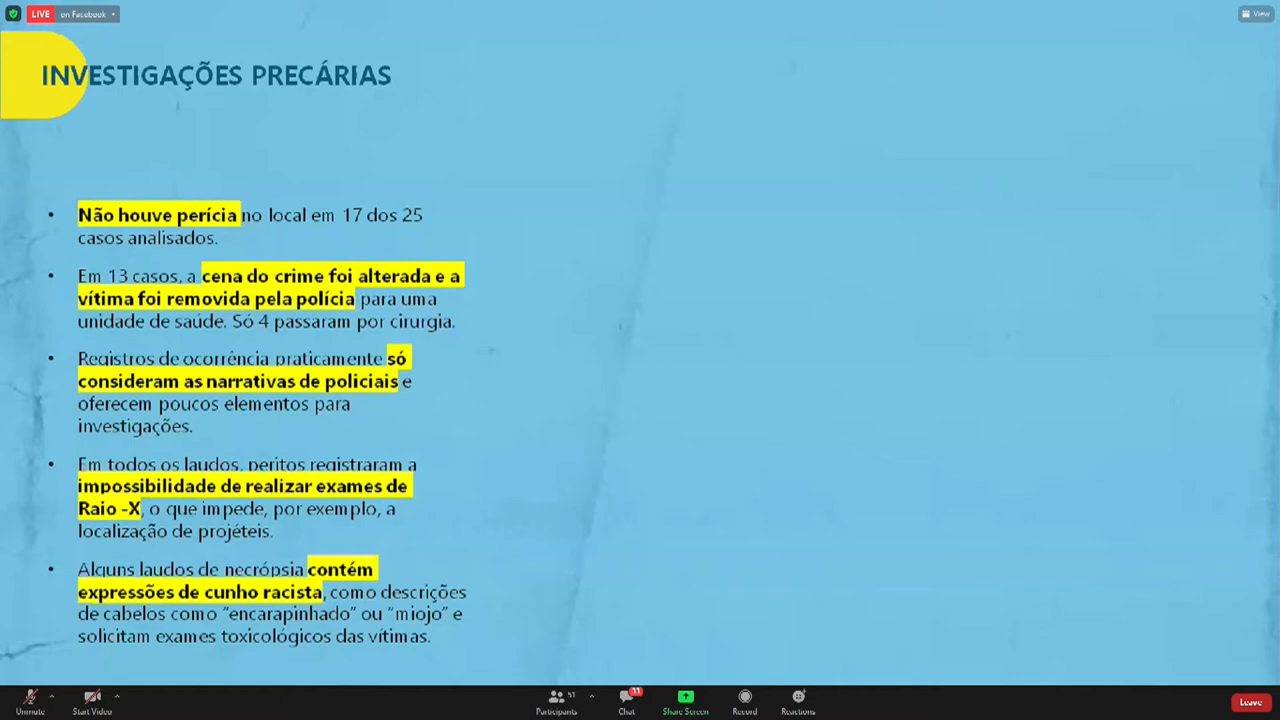 LIVE on Facebook
View
INVESTIGAÇÕES PRECÁRIAS
• Não houve perícia no local em 17 dos 25
casos analisados.
• Em 13 casos, a cena do crime foi alterada e a
vítima foi removida pela polícia para uma
unidade de saúde. Só 4 passaram por cirurgia.
• Registros de ocorrência praticamente só
consideram as narrativas de policiais e
oferecem poucos elementos para
investigações.
• Em todos os laudos, peritos registraram a
impossibilidade de realizar exames de
Raio -X, o que impede, por exemplo, a
localização de projéteis.
• Alguns laudos de necrópsia contém
expressões de cunho racista, como descrições
de cabelos como “encarapinhado” ou “miojo” e
solicitam exames toxicológicos das vítimas.
Unmute
Start Video
51
Participants
11
Chat
Share Screen
Record
Reactions
Leave